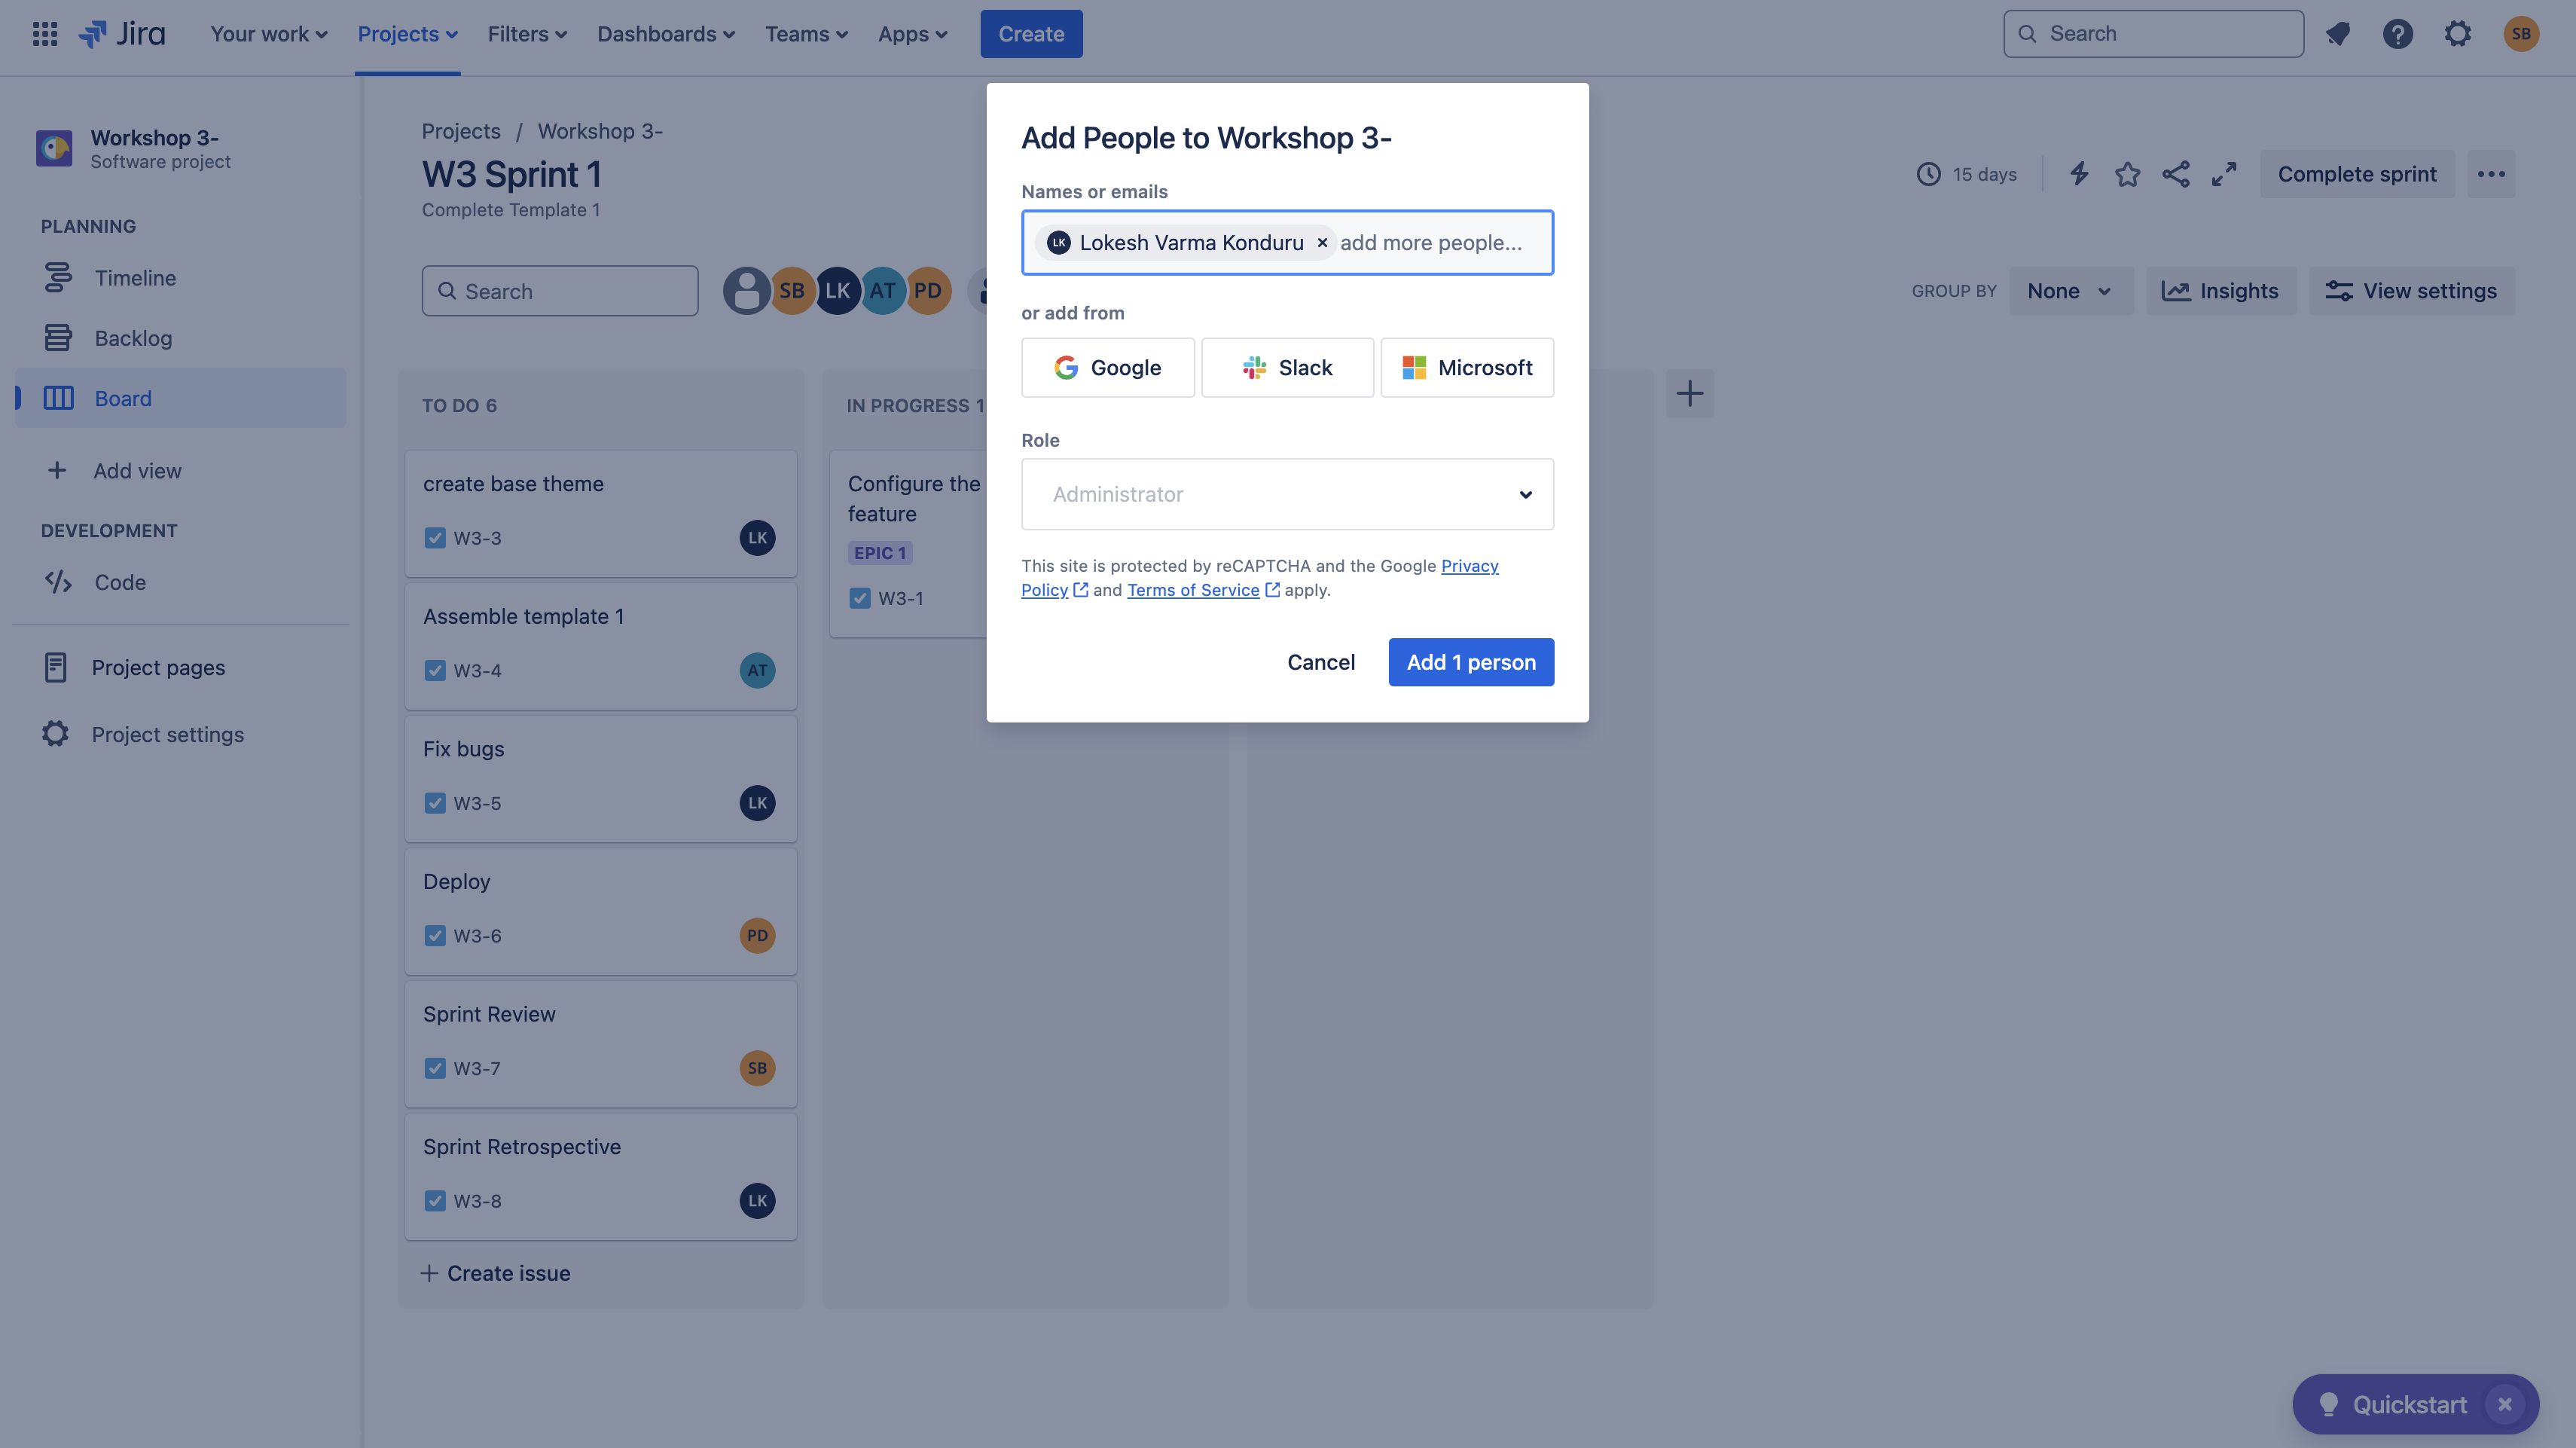 Jira
Your work
Projects
Filters
Dashboards
Teams
Apps
Create
Search
SB
Workshop 3-
Software project
PLANNING
Timeline
Backlog
Board
Add view
DEVELOPMENT
Code
Project pages
Project settings
Projects / Workshop 3-
W3 Sprint 1
Complete Template 1
15 days
Complete sprint
Search
SB
LK
AT
PD
GROUP BY
None
Insights
View settings
TO DO 6
create base theme
W3-3
LK
Assemble template 1
W3-4
AT
Fix bugs
W3-5
LK
Deploy
W3-6
PD
Sprint Review
W3-7
SB
Sprint Retrospective
W3-8
LK
Create issue
IN PROGRESS 1
Configure the
feature
EPIC 1
W3-1
Add People to Workshop 3-
Names or emails
LK
Lokesh Varma Konduru
add more people...
or add from
Google
Slack
Microsoft
Role
Administrator
This site is protected by reCAPTCHA and the Google Privacy
Policy and Terms of Service apply.
Cancel
Add 1 person
Quickstart